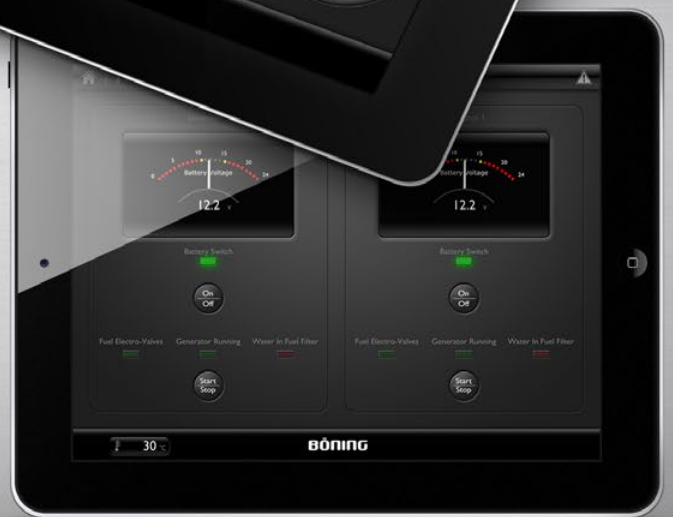 0 5 10 15 20 24
Battery Voltage
12.2 v
Battery Switch
On
Off
Fuel Electro-Valves Generator Running Water In Fuel Filter
Start
Stop
10 15 20 24
Battery Voltage
12.2 v
Battery Switch
On
Off
Fuel Electro-Valves Generator Running Water In Fuel Filter
Start
Stop
30 °C
BÖNING